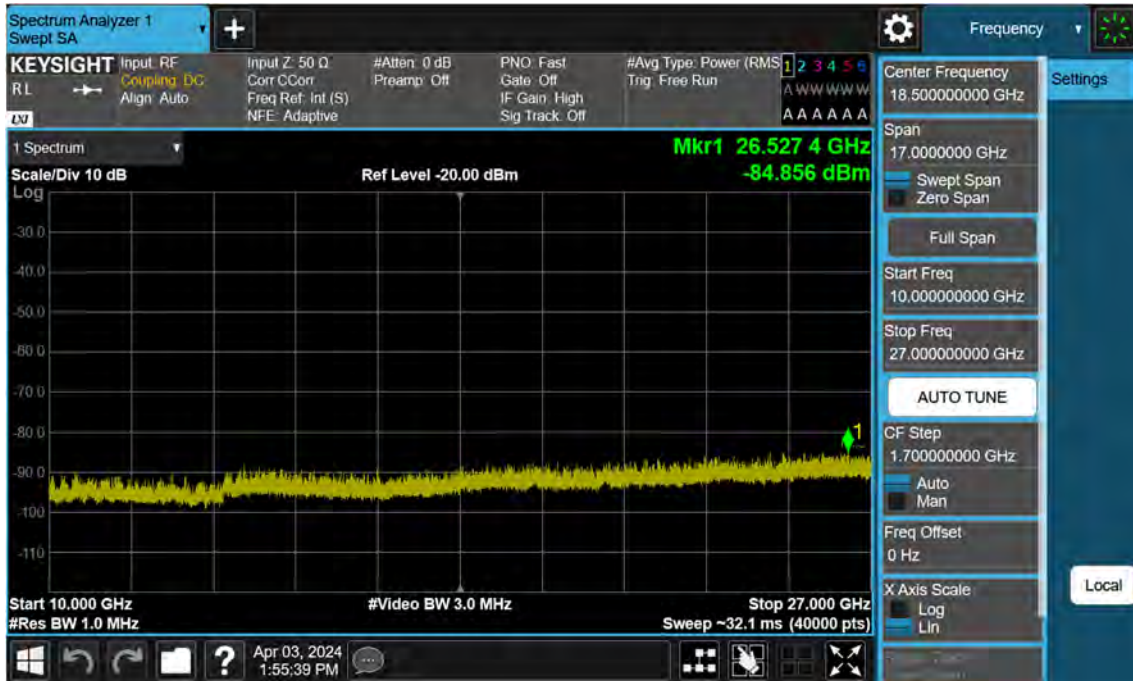 Spectrum Analyzer 1
Swept SA
Frequency
KEYSIGHT
RL
LXI
Input: RF
Coupling: DC
Align: Auto
Input Z: 50 Ω
Corr CCorr
Freq Ref: Int (S)
NFE: Adaptive
#Atten: 0 dB
Preamp: Off
PNO: Fast
Gate: Off
IF Gain: High
Sig Track: Off
#Avg Type: Power (RMS
Trig: Free Run
1 2 3 4 5 6
A W W W W W
A A A A A A
1 Spectrum
Mkr1 26.527 4 GHz
Scale/Div 10 dB
Ref Level -20.00 dBm
-84.856 dBm
Log
-30.0
-40.0
-50.0
-60.0
-70.0
-80.0
-90.0
-100
-110
1
Start 10.000 GHz
#Video BW 3.0 MHz
Stop 27.000 GHz
#Res BW 1.0 MHz
Sweep ~32.1 ms (40000 pts)
?
Apr 03, 2024
1:55:39 PM
Center Frequency
18.500000000 GHz
Settings
Span
17.0000000 GHz
Swept Span
Zero Span
Full Span
Start Freq
10.000000000 GHz
Stop Freq
27.000000000 GHz
AUTO TUNE
CF Step
1.700000000 GHz
Auto
Man
Freq Offset
0 Hz
X Axis Scale
Log
Lin
Local